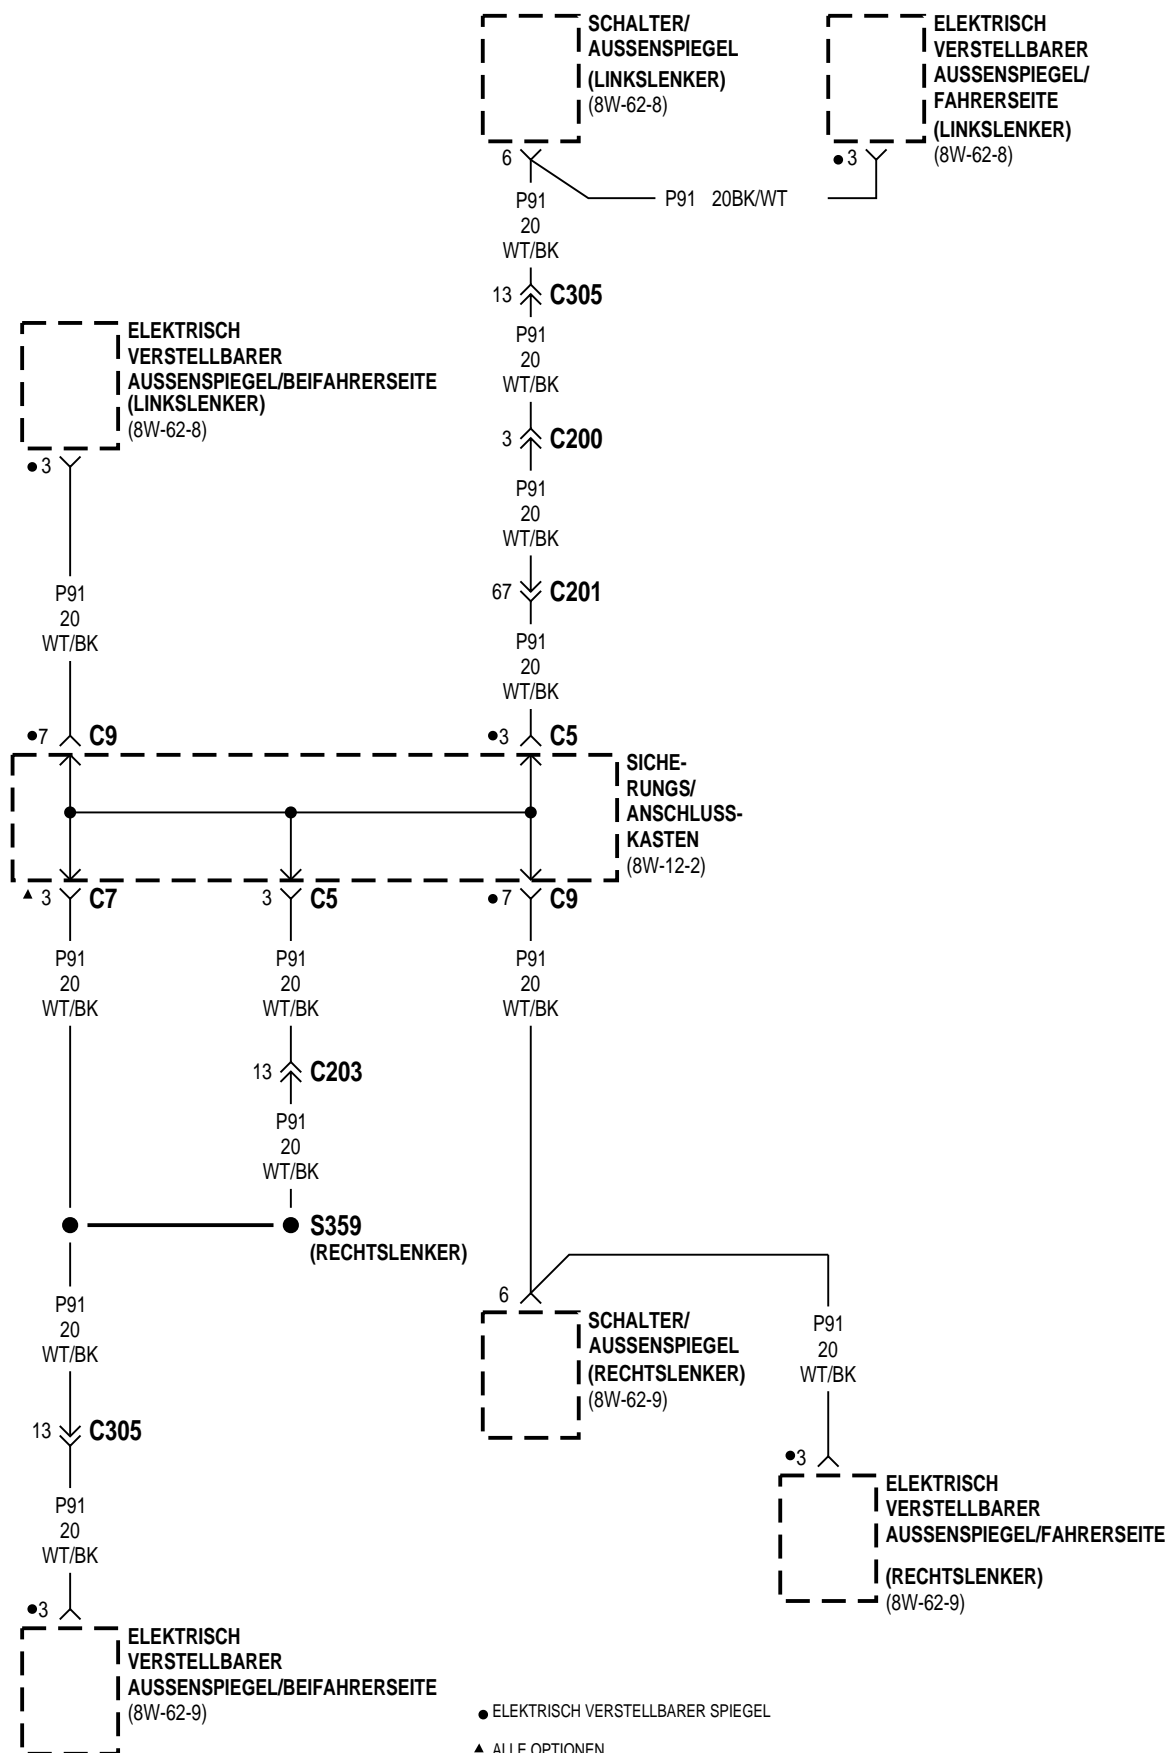 SCHALTER/
AUSSENSPIEGEL
(LINKSLENKER)
(8W-62-8)
6
ELEKTRISCH
VERSTELLBARER
AUSSENSPIEGEL/
FAHRERSEITE
(LINKSLENKER)
(8W-62-8)
●3
P91 20BK/WT
P91
20
WT/BK
13 C305
P91
20
WT/BK
3 C200
P91
20
WT/BK
67 C201
P91
20
WT/BK
ELEKTRISCH
VERSTELLBARER
AUSSENSPIEGEL/BEIFAHRERSEITE
(LINKSLENKER)
(8W-62-8)
●3
P91
20
WT/BK
●7 C9
●3 C5
SICHE-
RUNGS/
ANSCHLUSS-
KASTEN
(8W-12-2)
▲ 3 C7
3 C5
●7 C9
P91
20
WT/BK
P91
20
WT/BK
P91
20
WT/BK
13 C203
P91
20
WT/BK
S359
(RECHTSLENKER)
P91
20
WT/BK
13 C305
P91
20
WT/BK
●3
ELEKTRISCH
VERSTELLBARER
AUSSENSPIEGEL/BEIFAHRERSEITE
(8W-62-9)
6
SCHALTER/
AUSSENSPIEGEL
(RECHTSLENKER)
(8W-62-9)
P91
20
WT/BK
●3
ELEKTRISCH
VERSTELLBARER
AUSSENSPIEGEL/FAHRERSEITE
(RECHTSLENKER)
(8W-62-9)
● ELEKTRISCH VERSTELLBARER SPIEGEL
▲ ALLE OPTIONEN